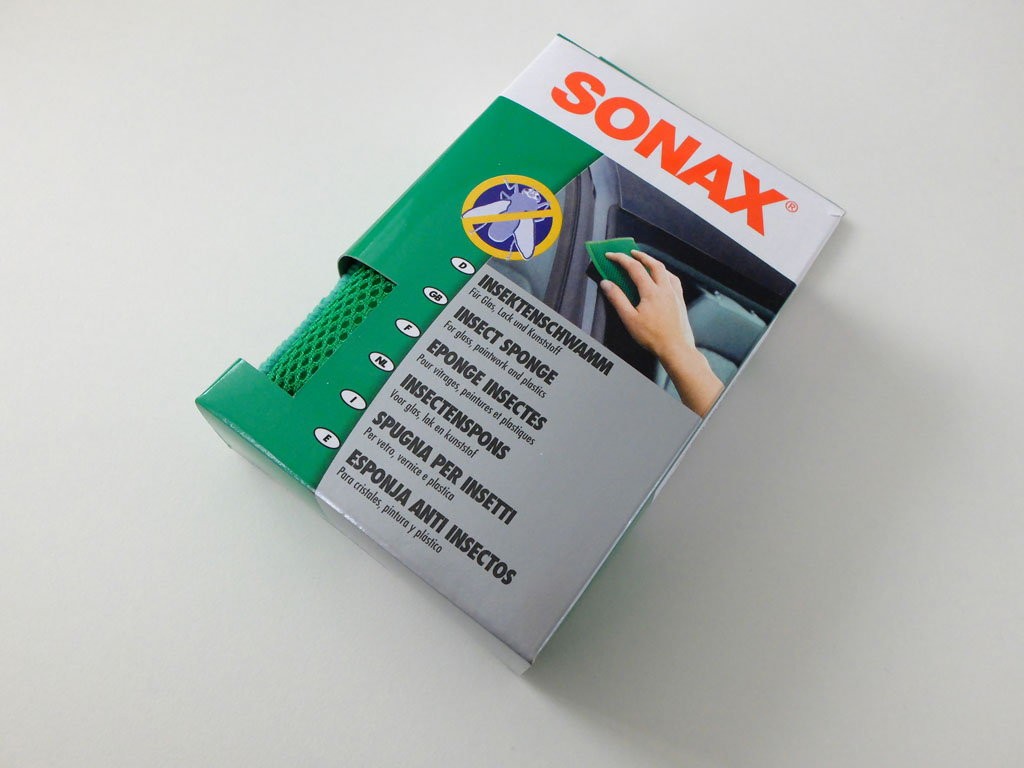 SONAX®
D
INSEKTENSCHWAMM
Für Glas, Lack und Kunststoff
GB
INSECT SPONGE
For glass, paintwork and plastics
F
EPONGE INSECTES
Pour vitrages, peintures et plastiques
NL
INSECTENSPONS
Voor glas, lak en kunststof
I
SPUGNA PER INSETTI
Per vetro, vernice e plastica
E
ESPONJA ANTI INSECTOS
Para cristales, pintura y plástico